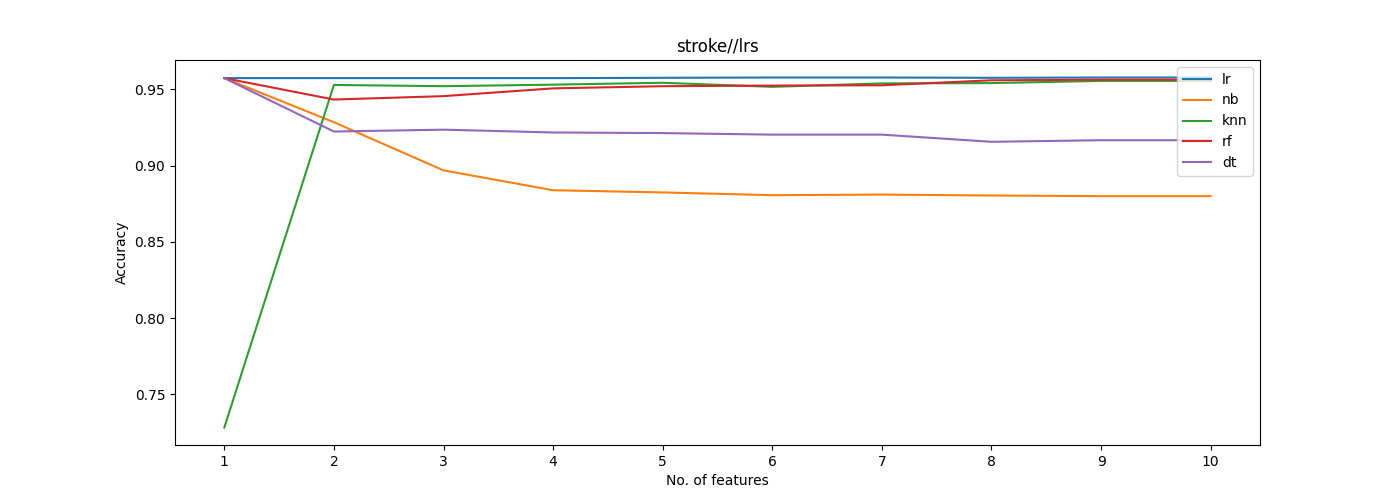 stroke//lrs
Accuracy
0.95
0.90
0.85
0.80
0.75
lr
nb
knn
rf
dt
1 2 3 4 5 6 7 8 9 10
No. of features